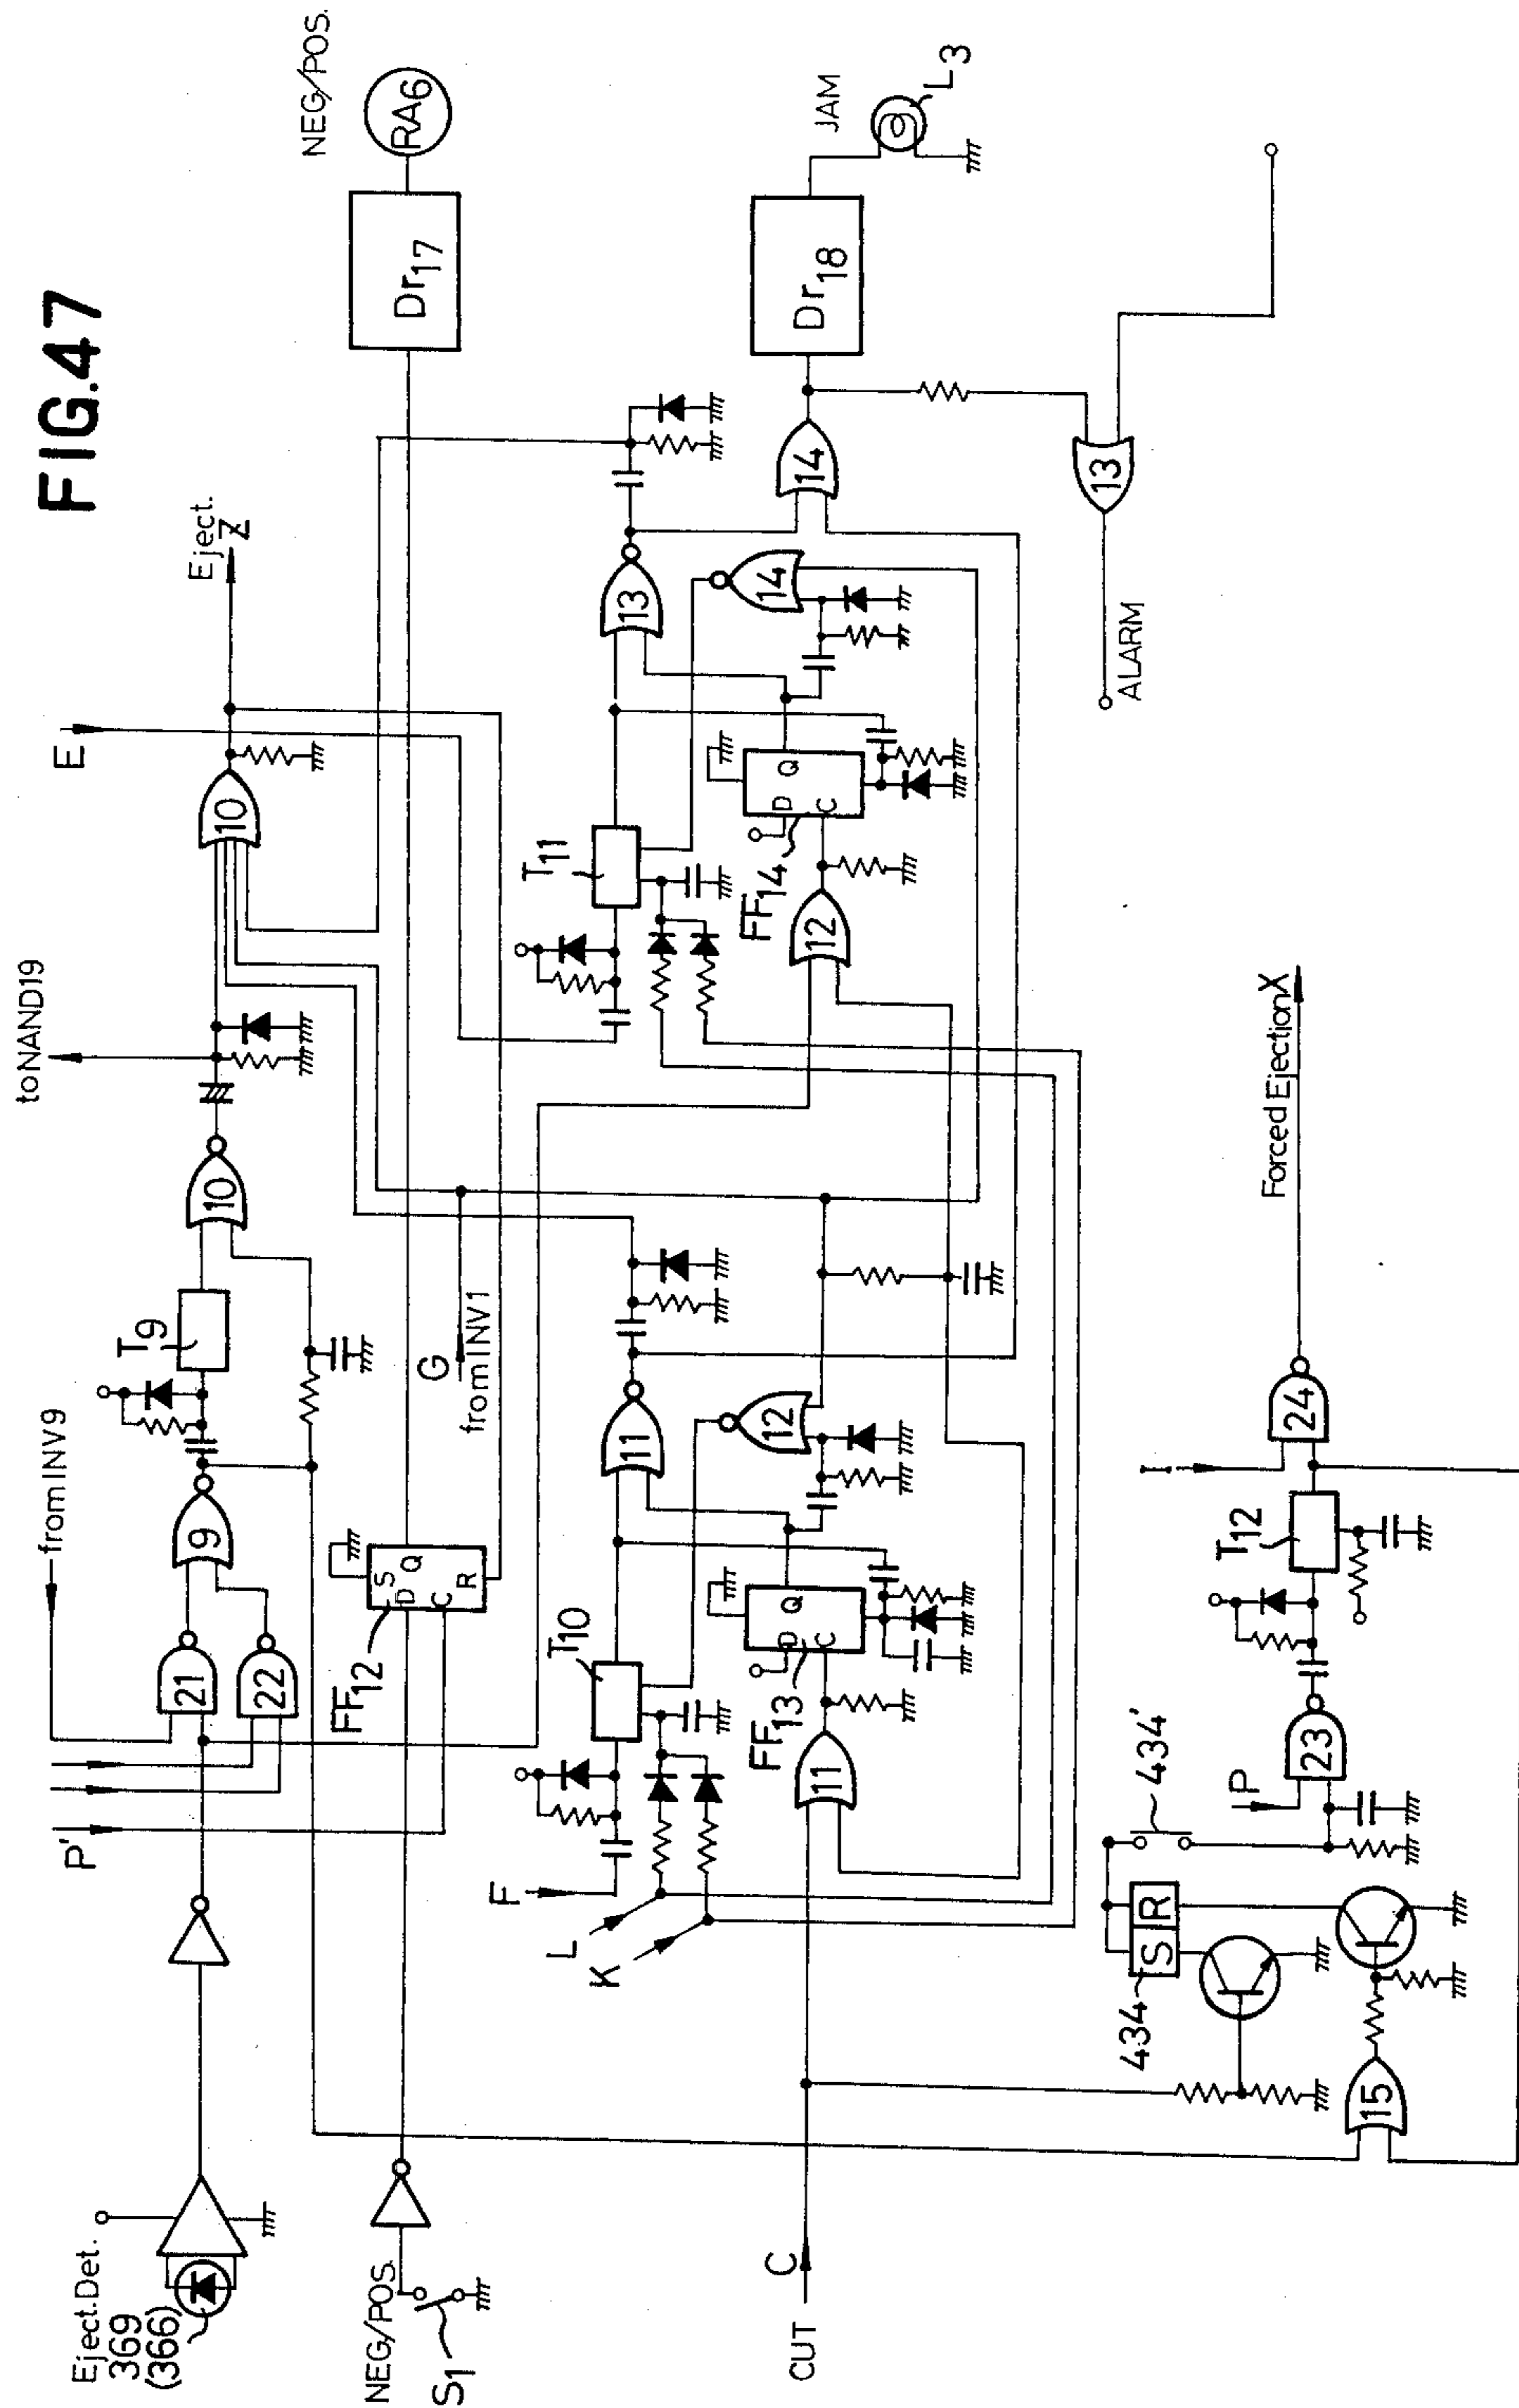 FIG.47
Eject.Det.
369
(366)
P'
from INV9
21
22
9
T9
10
to NAND19
10
E
Eject.
Z
NEG/POS.
S1
FF12
S
D
Q
C
R
Dr17
NEG/POS.
RA6
G
from INV1
F
L
K
T10
11
12
FF13
D
Q
C
11
T11
13
14
FF14
D
Q
C
12
14
Dr18
JAM
L3
13
ALARM
CUT
C
434
S
R
434'
15
P
23
T12
I
24
Forced Ejection X